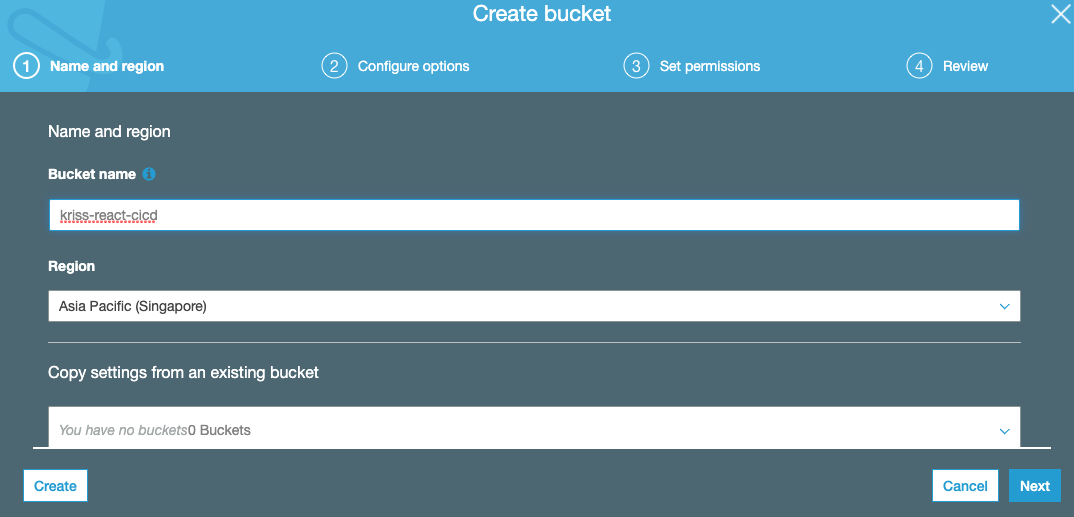 Create bucket
1 Name and region 2 Configure options 3 Set permissions 4 Review
Name and region
Bucket name
kriss-react-cicd
Region
Asia Pacific (Singapore)
Copy settings from an existing bucket
You have no buckets0 Buckets
Create Cancel Next